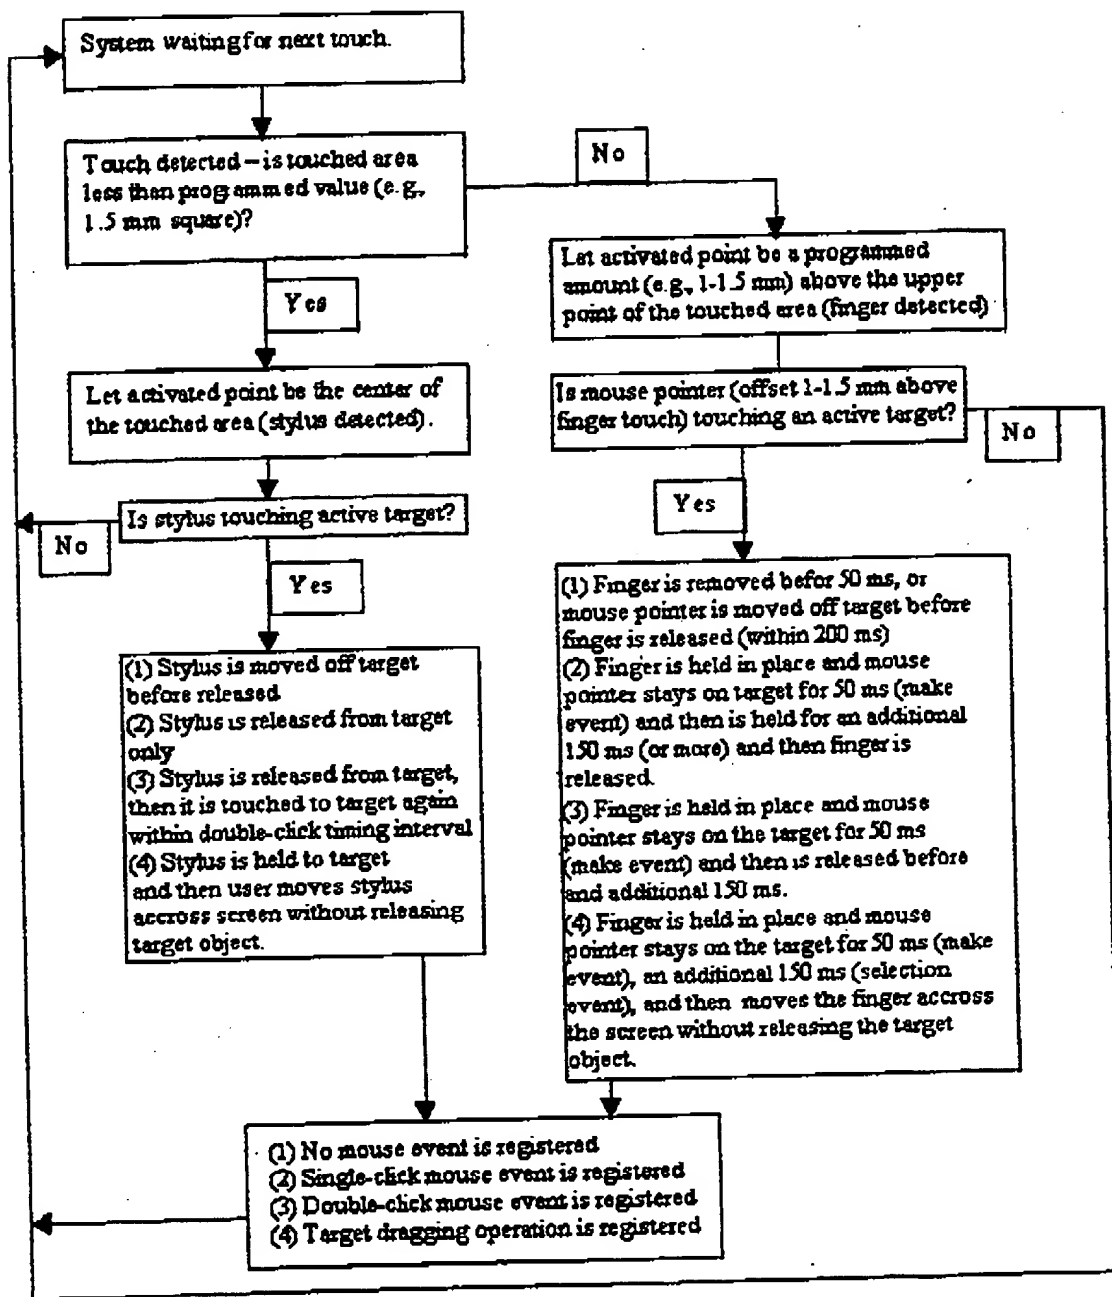 System waiting for next touch.
Touch detected – is touched area
less then programmed value (e.g.,
1.5 mm square)?
No
Yes
Let activated point be a programmed
amount (e.g., 1-1.5 mm) above the upper
point of the touched area (finger detected)
Let activated point be the center of
the touched area (stylus detected).
Is mouse pointer (offset 1-1.5 mm above
finger touch) touching an active target?
No
Yes
Is stylus touching active target?
No
Yes
(1) Stylus is moved off target
before released
(2) Stylus is released from target
only
(3) Stylus is released from target,
then it is touched to target again
within double-click timing interval
(4) Stylus is held to target
and then user moves stylus
accross screen without releasing
target object.
(1) Finger is removed befor 50 ms, or
mouse pointer is moved off target before
finger is released (within 200 ms)
(2) Finger is held in place and mouse
pointer stays on target for 50 ms (make
event) and then is held for an additional
150 ms (or more) and then finger is
released.
(3) Finger is held in place and mouse
pointer stays on the target for 50 ms
(make event) and then is released before
and additional 150 ms.
(4) Finger is held in place and mouse
pointer stays on the target for 50 ms (make
event), an additional 150 ms (selection
event), and then moves the finger accross
the screen without releasing the target
object.
(1) No mouse event is registered
(2) Single-click mouse event is registered
(3) Double-click mouse event is registered
(4) Target dragging operation is registered